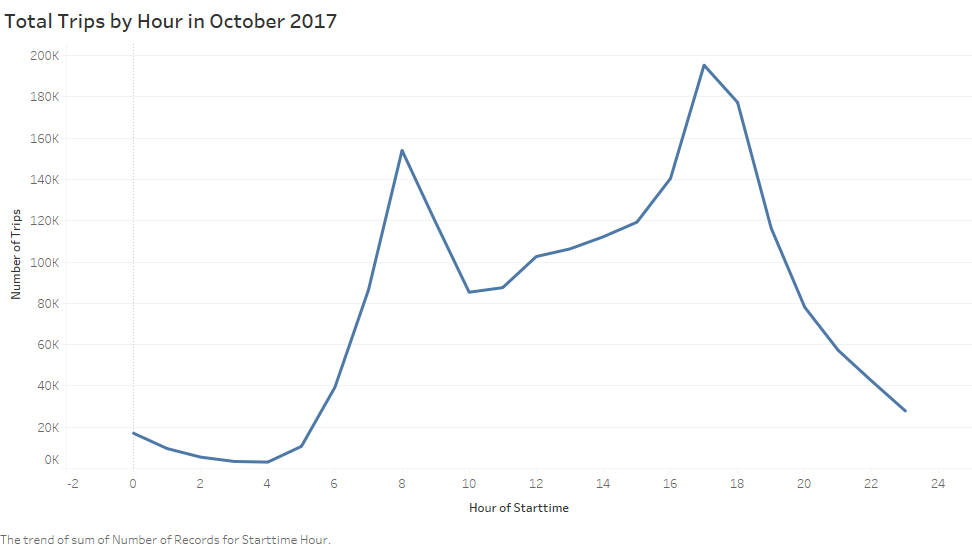 Total Trips by Hour in October 2017
200K
180K
160K
140K
120K
100K
80K
60K
40K
20K
0K
Number of Trips
-2 0 2 4 6 8 10 12 14 16 18 20 22 24
Hour of Starttime
The trend of sum of Number of Records for Starttime Hour.